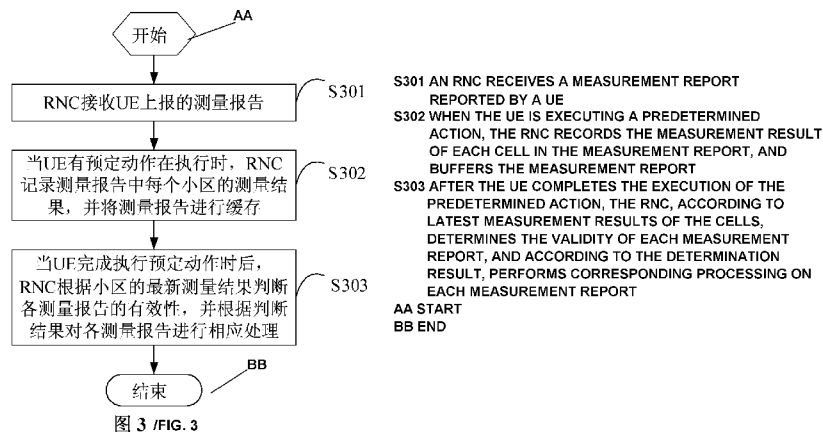 开始
AA
RNC接收UE上报的测量报告
S301
当UE有预定动作在执行时，RNC
记录测量报告中每个小区的测量结
果，并将测量报告进行缓存
S302
当UE完成执行预定动作时后，
RNC根据小区的最新测量结果判断
各测量报告的有效性，并根据判断
结果对各测量报告进行相应处理
S303
结束
BB
图 3 /FIG. 3
S301 AN RNC RECEIVES A MEASUREMENT REPORT
REPORTED BY A UE
S302 WHEN THE UE IS EXECUTING A PREDETERMINED
ACTION, THE RNC RECORDS THE MEASUREMENT RESULT
OF EACH CELL IN THE MEASUREMENT REPORT, AND
BUFFERS THE MEASUREMENT REPORT
S303 AFTER THE UE COMPLETES THE EXECUTION OF THE
PREDETERMINED ACTION, THE RNC, ACCORDING TO
LATEST MEASUREMENT RESULTS OF THE CELLS,
DETERMINES THE VALIDITY OF EACH MEASUREMENT
REPORT, AND ACCORDING TO THE DETERMINATION
RESULT, PERFORMS CORRESPONDING PROCESSING ON
EACH MEASUREMENT REPORT
AA START
BB END